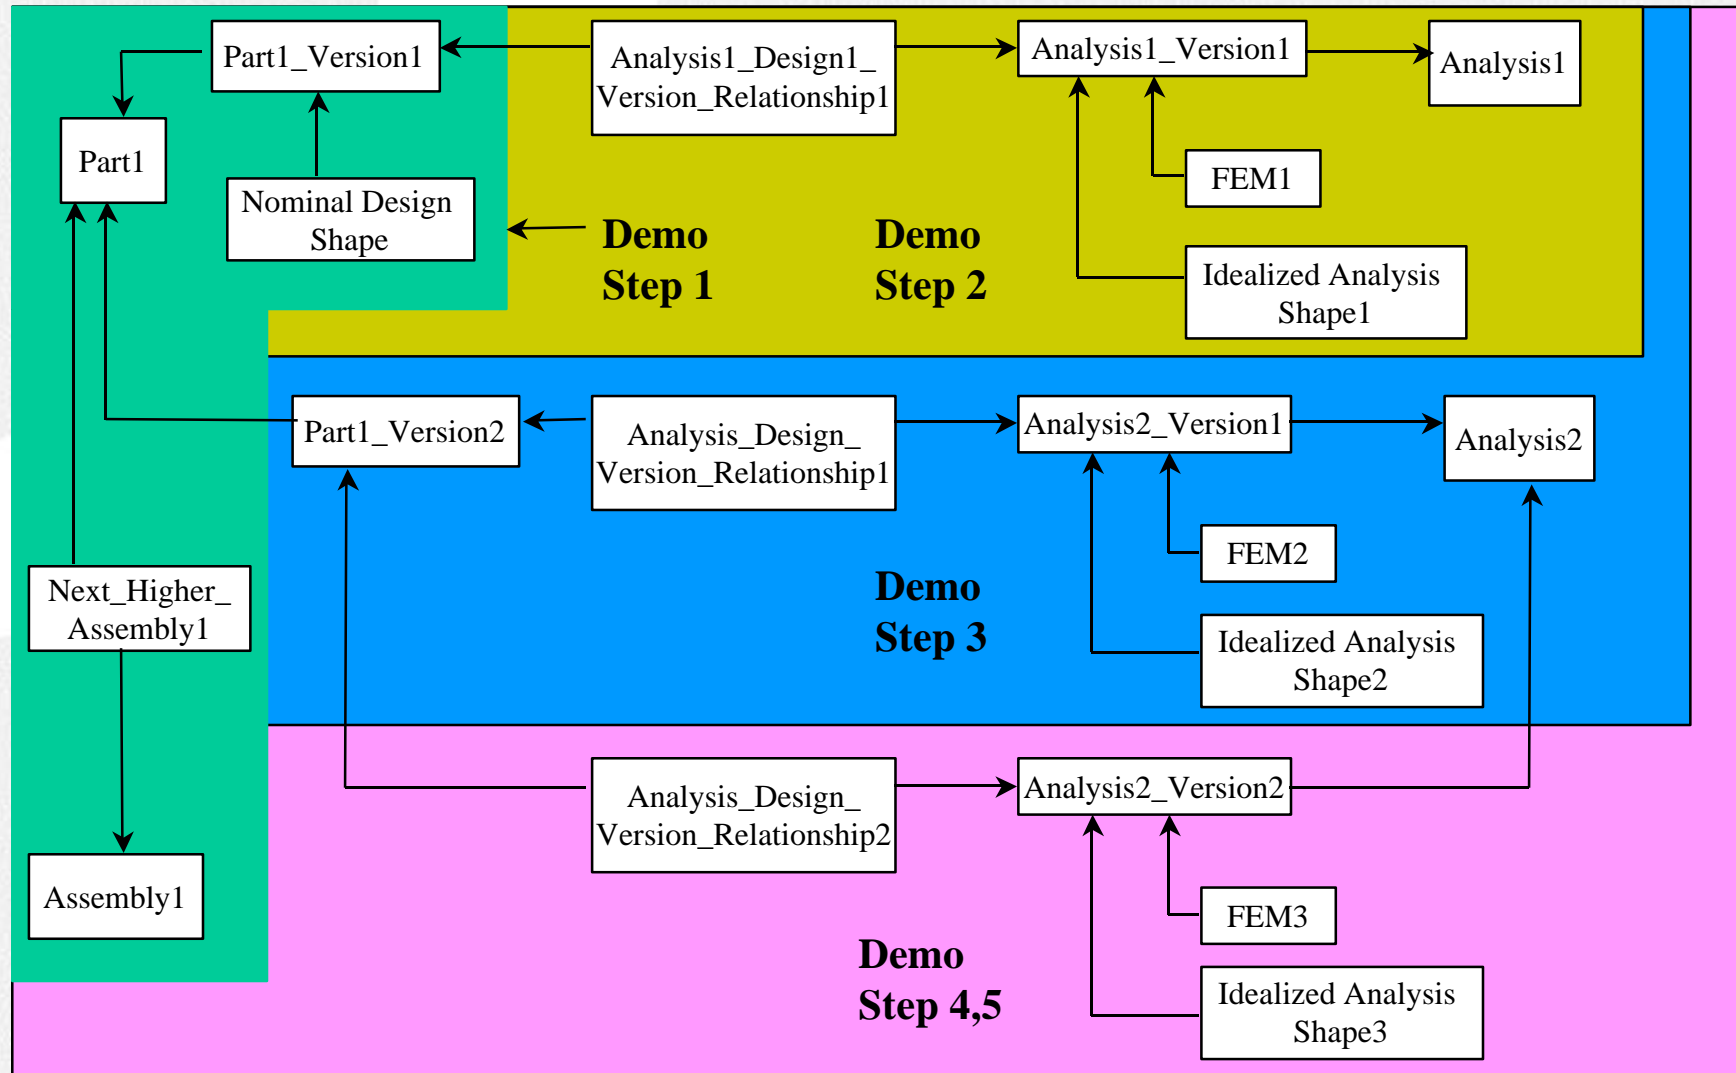 Part1_Version1
Analysis1_Design1_
Version_Relationship1
Analysis1_Version1
Analysis1
Part1
Nominal Design
Shape
FEM1
Demo
Step 1
Demo
Step 2
Idealized Analysis
Shape1
Part1_Version2
Analysis_Design_
Version_Relationship1
Analysis2_Version1
Analysis2
FEM2
Next_Higher_
Assembly1
Demo
Step 3
Idealized Analysis
Shape2
Analysis_Design_
Version_Relationship2
Analysis2_Version2
Assembly1
FEM3
Demo
Step 4,5
Idealized Analysis
Shape3